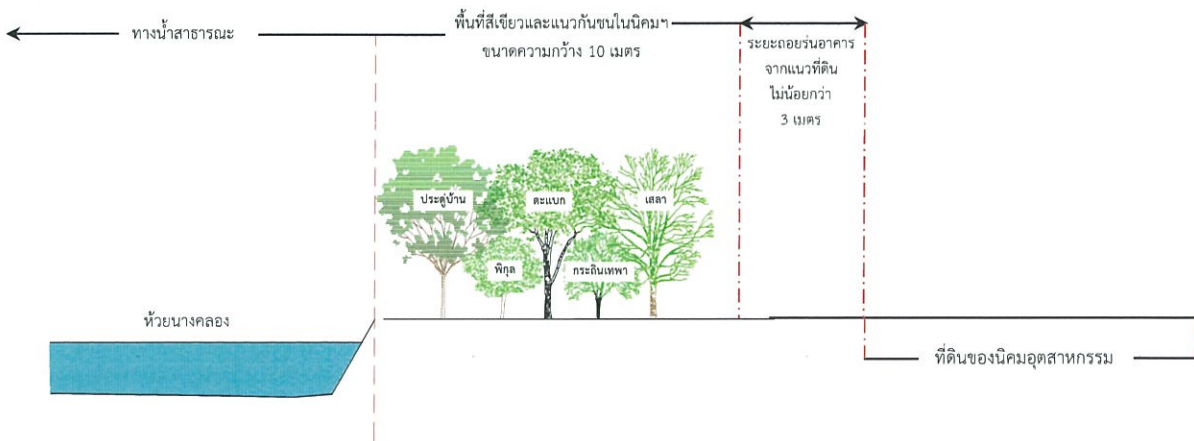 ทางน้ำสาธารณะ
พื้นที่สีเขียวและแนวกันชนในนิคมฯ
ขนาดความกว้าง 10 เมตร
ระยะถอยร่นอาคาร
จากแนวที่ดิน
ไม่น้อยกว่า
3 เมตร
ประดู่บ้าน
ตะแบก
เสลา
พิกุล
กระถินเทพา
ห้วยนางคลอง
ที่ดินของนิคมอุตสาหกรรม